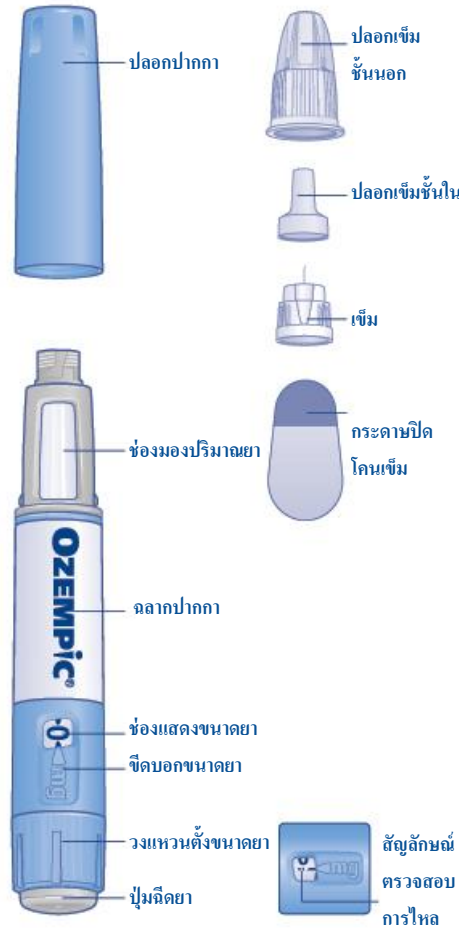 ปลอกปากกา
ปลอกเข็ม
ชั้นนอก
ปลอกเข็มชั้นใน
เข็ม
ช่องมองปริมาณยา
กระดาษปิด
โคนเข็ม
OZEMPIC®
ฉลากปากกา
0
ช่องแสดงขนาดยา
mg
ขีดบอกขนาดยา
วงแหวนตั้งขนาดยา
ปุ่มฉีดยา
mg
สัญลักษณ์
ตรวจสอบ
การไหล